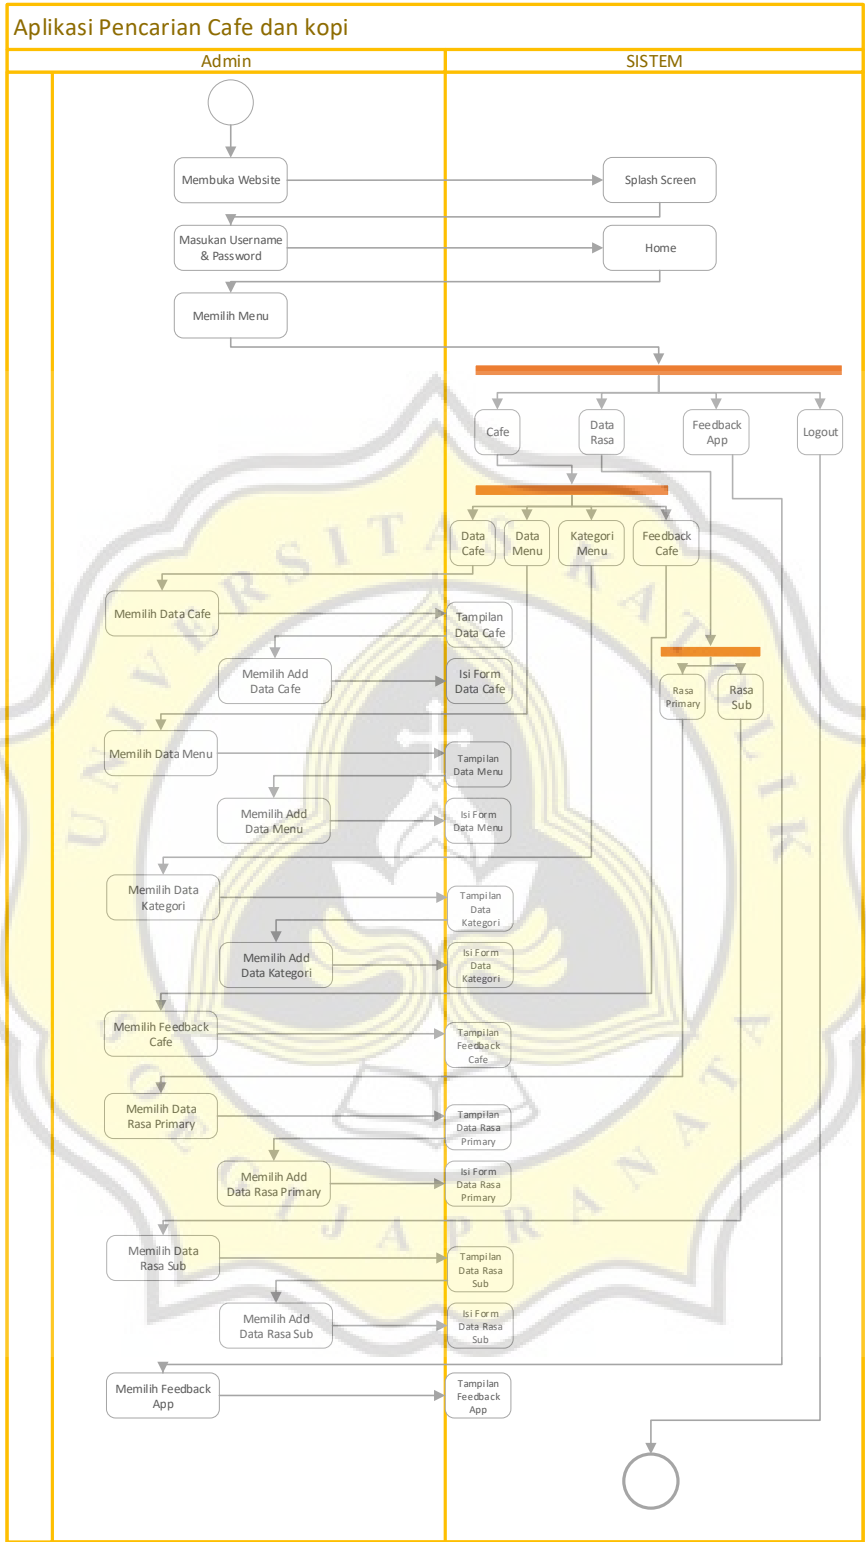 Aplikasi Pencarian Cafe dan kopi
Admin
SISTEM
Membuka Website
Splash Screen
Masukan Username
& Password
Home
Memilih Menu
Cafe
Data
Rasa
Feedback
App
Logout
Data
Cafe
Data
Menu
Kategori
Menu
Feedback
Cafe
Memilih Data Cafe
Tampilan
Data Cafe
Memilih Add
Data Cafe
Isi Form
Data Cafe
Rasa
Primary
Rasa
Sub
Memilih Data Menu
Tampilan
Data Menu
Memilih Add
Data Menu
Isi Form
Data Menu
Memilih Data
Kategori
Tampilan
Data
Kategori
Memilih Add
Data Kategori
Isi Form
Data
Kategori
Memilih Feedback
Cafe
Tampilan
Feedback
Cafe
Memilih Data
Rasa Primary
Tampilan
Data Rasa
Primary
Memilih Add
Data Rasa Primary
Isi Form
Data Rasa
Primary
Memilih Data
Rasa Sub
Tampilan
Data Rasa
Sub
Memilih Add
Data Rasa Sub
Isi Form
Data Rasa
Sub
Memilih Feedback
App
Tampilan
Feedback
App
UNIVERSITAS KATOLIK
SOEGIJAPRANATA